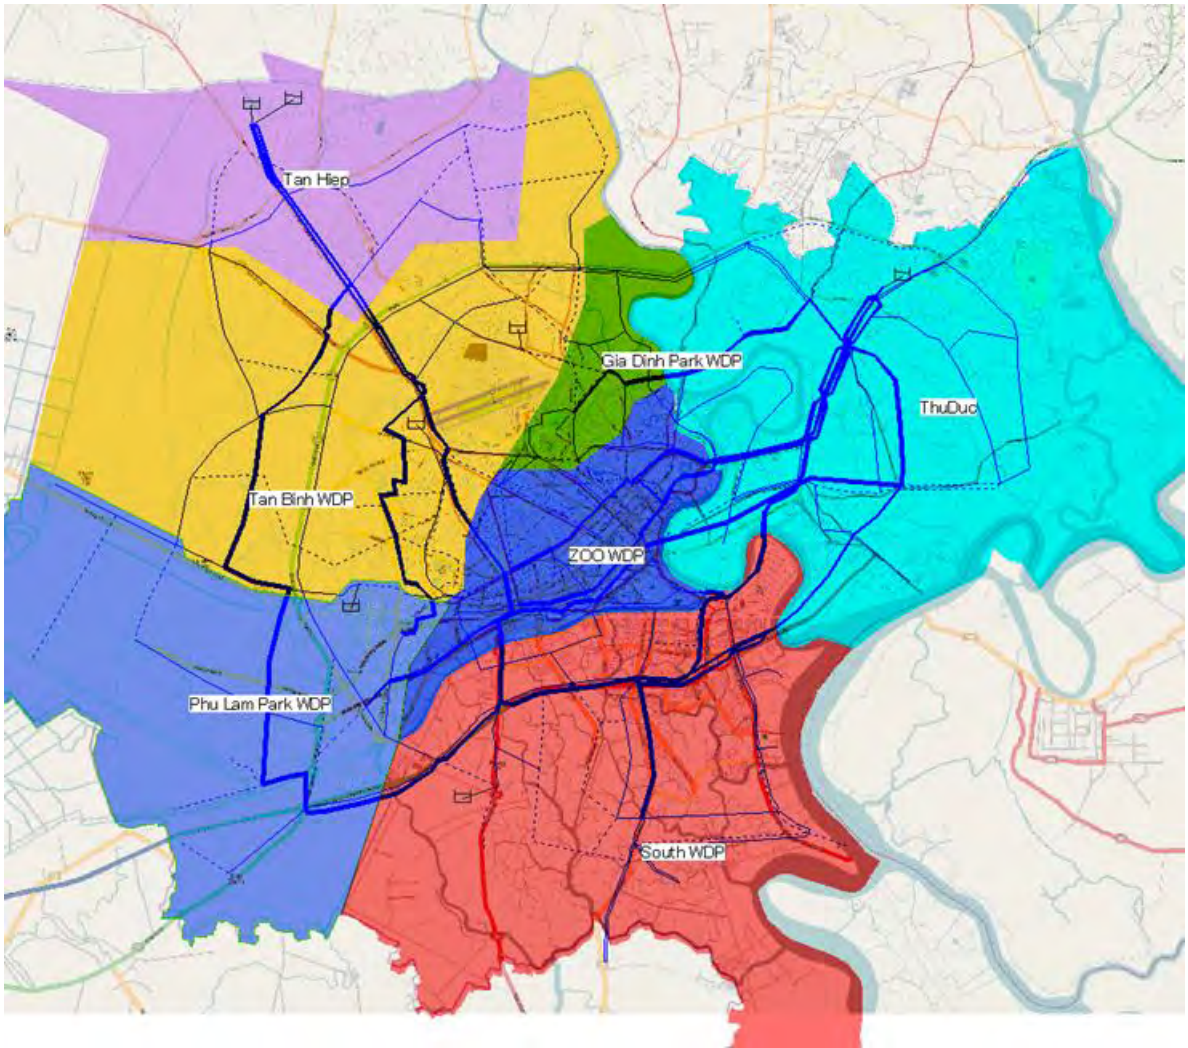 Tan Hiep
Gia Dinh Park WDP
ThuDuc
Tan Binh WDP
ZOO WDP
Phu Lam Park WDP
South WDP